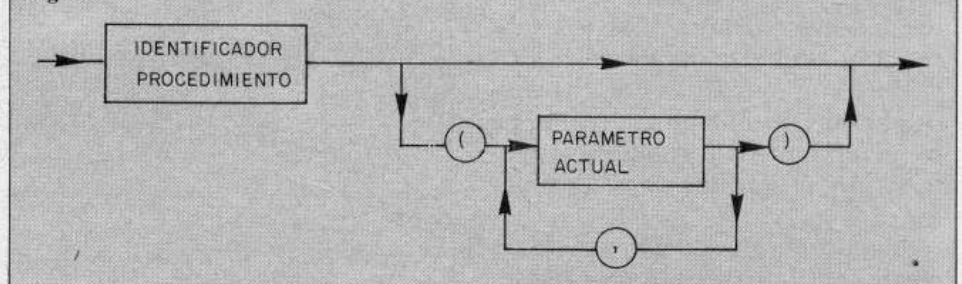 IDENTIFICADOR
PROCEDIMIENTO
(
PARAMETRO
ACTUAL
)
,